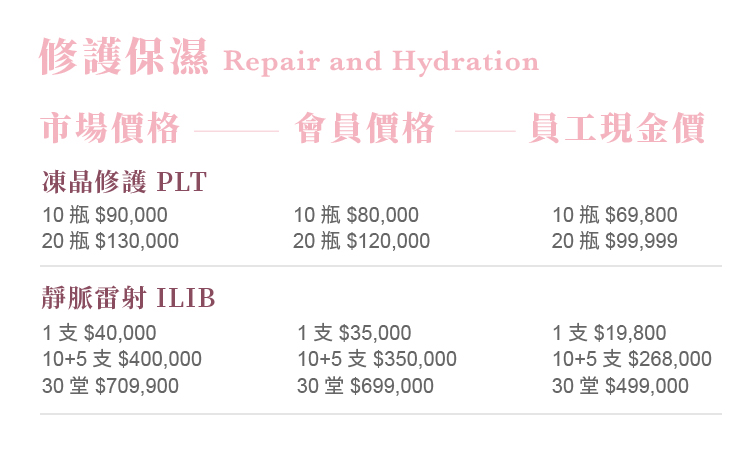 修護保濕 Repair and Hydration
市場價格 會員價格 員工現金價
凍晶修護 PLT
10 瓶 $90,000 10 瓶 $80,000 10 瓶 $69,800
20 瓶 $130,000 20 瓶 $120,000 20 瓶 $99,999
靜脈雷射 ILIB
1 支 $40,000 1 支 $35,000 1 支 $19,800
10+5 支 $400,000 10+5 支 $350,000 10+5 支 $268,000
30 堂 $709,900 30 堂 $699,000 30 堂 $499,000